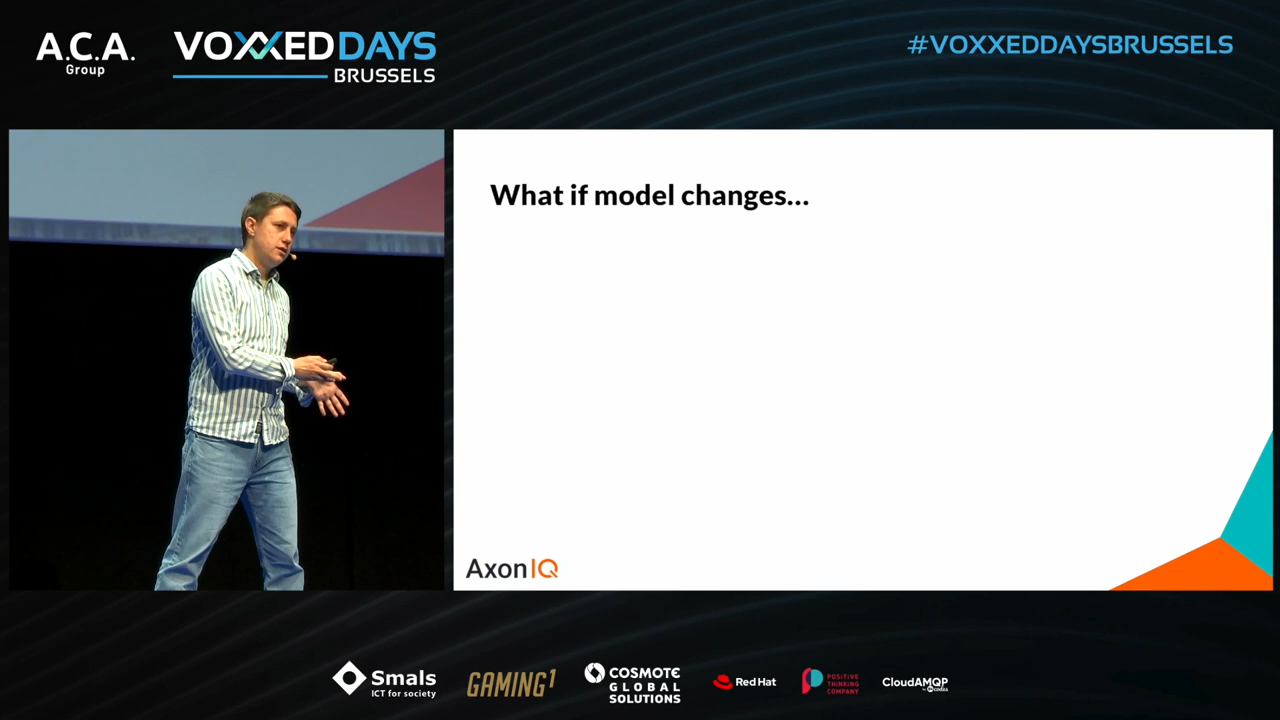 A.C.A.
Group
VOXXEDDAYS
BRUSSELS
#VOXXEDDAYSBRUSSELS
What if model changes...
AxonIQ
Smals
ICT for society
GAMING1
COSMOTE
GLOBAL
SOLUTIONS
Red Hat
POSITIVE
THINKING
COMPANY
CloudAMQP